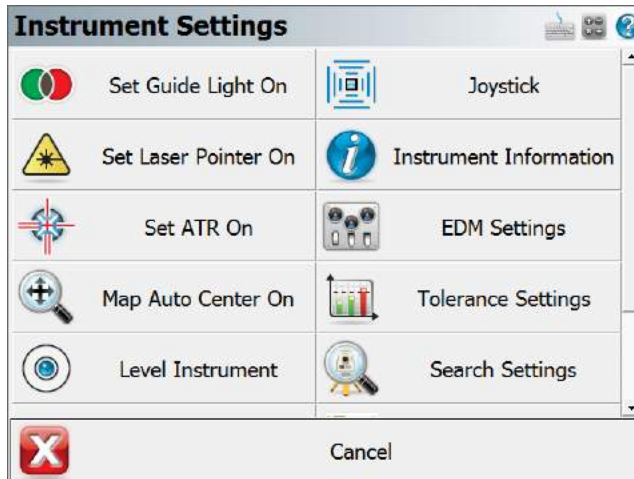 Instrument Settings
Set Guide Light On
Joystick
Set Laser Pointer On
Instrument Information
Set ATR On
EDM Settings
Map Auto Center On
Tolerance Settings
Level Instrument
Search Settings
Cancel